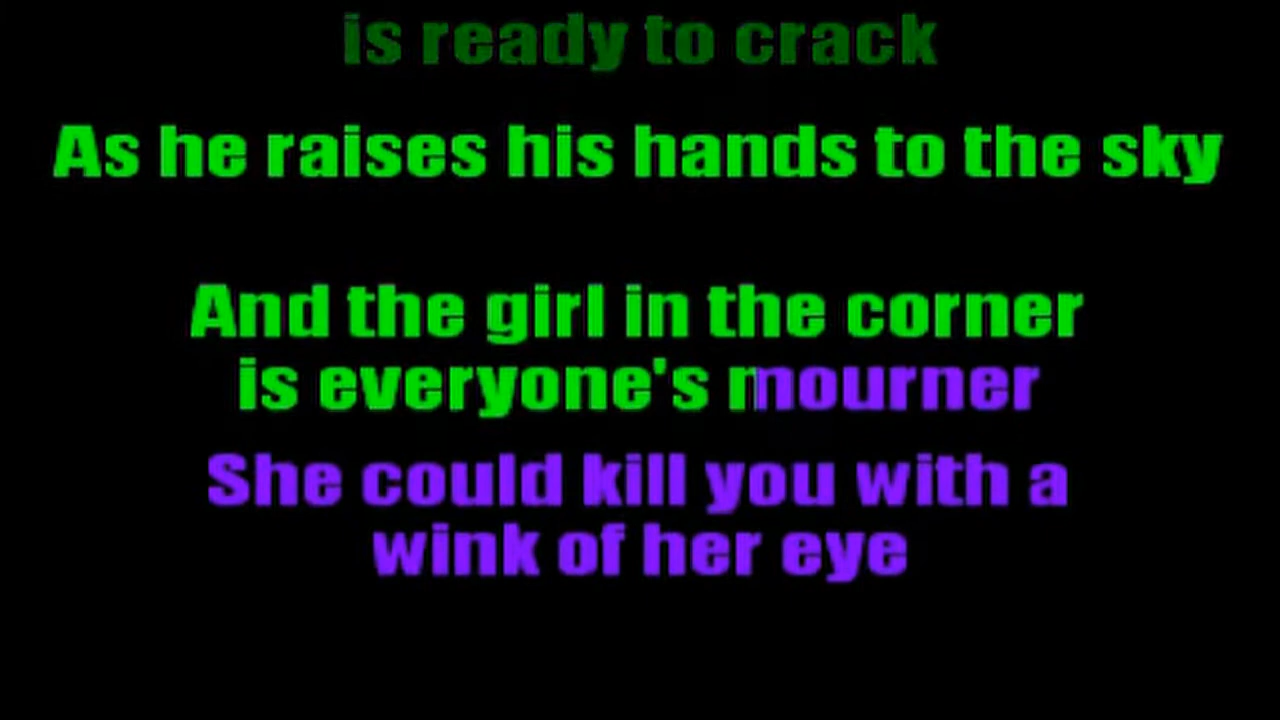 is ready to crack
As he raises his hands to the sky
And the girl in the corner
is everyone's mourner
She could kill you with a
wink of her eye